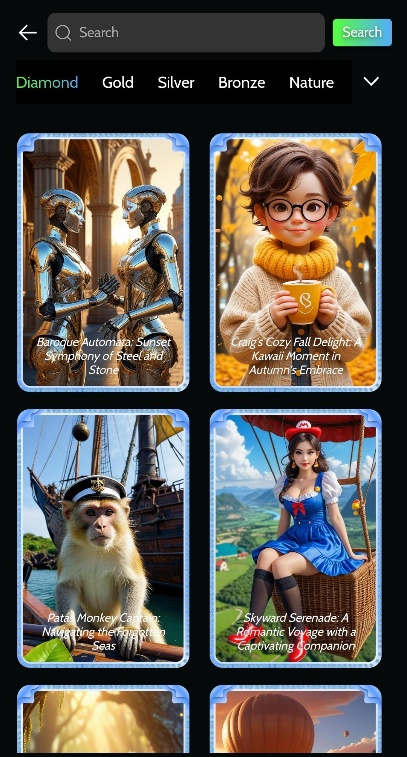 Search
Search
Diamond
Gold
Silver
Bronze
Nature
Baroque Automata: Sunset
Symphony of Steel and
Stone
Craig's Cozy Fall Delight: A
Kawaii Moment in
Autumn's Embrace
Patas Monkey Captain:
Navigating the Forgotten
Seas
Skyward Serenade: A
Romantic Voyage with a
Captivating Companion